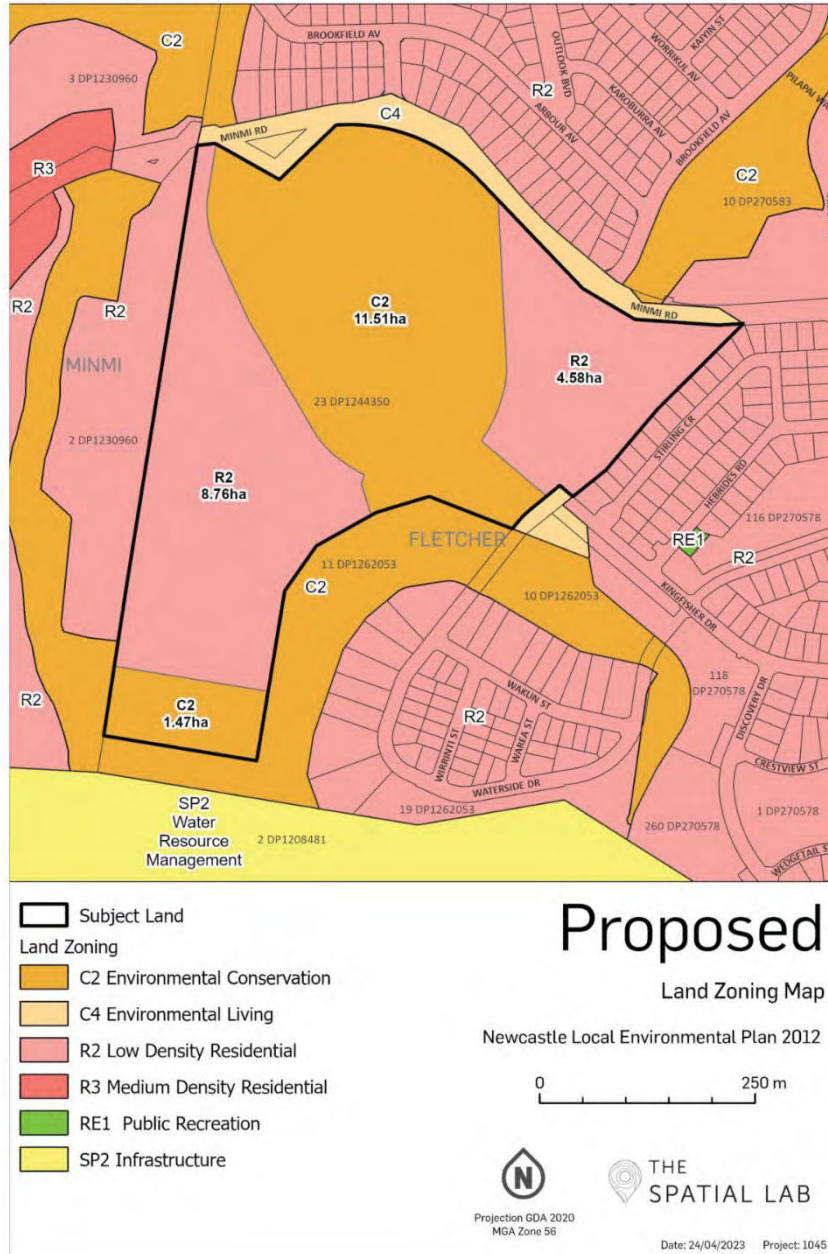 C2
3 DP1230960
BROOKFIELD AV
OUTLOOK BVD
WORRIKUL AV
KAIYIN ST
R2
KAROBURRA AV
ARBOUR AV
BROOKFIELD AV
C4
MINMI RD
R3
C2
10 DP270583
R2
R2
MINMI
C2
11.51ha
MINMI RD
R2
4.58ha
23 DP1244350
2 DP1230960
STIRLING CR
R2
8.76ha
HEBRIDES RD
116 DP270578
RE1
R2
FLETCHER
11 DP1262053
C2
10 DP1262053
KINGFISHER DR
118
DP270578
DISCOVERY DR
WAKUN ST
R2
C2
1.47ha
R2
WIRRINTI ST
WAREA ST
WATERSIDE DR
CRESTVIEW ST
SP2
Water
Resource
Management
2 DP1208481
19 DP1262053
260 DP270578
1 DP270578
WEDGETAIL S
Subject Land
Land Zoning
C2 Environmental Conservation
C4 Environmental Living
R2 Low Density Residential
R3 Medium Density Residential
RE1 Public Recreation
SP2 Infrastructure
Proposed
Land Zoning Map
Newcastle Local Environmental Plan 2012
0 250 m
N
Projection GDA 2020
MGA Zone 56
THE
SPATIAL LAB
Date: 24/04/2023 Project: 1045